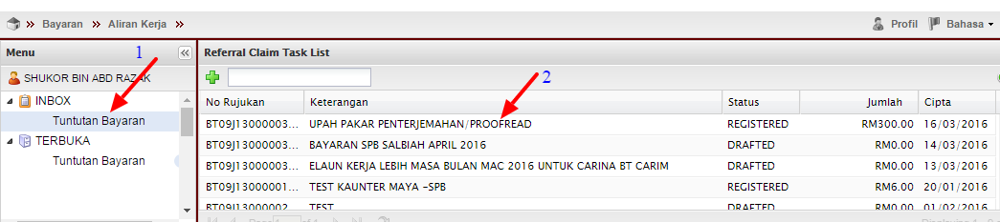 Bayaran » Aliran Kerja » Profil Bahasa
Menu 1 « Referral Claim Task List
SHUKOR BIN ABD RAZAK 2
INBOX
No Rujukan Keterangan Status Jumlah Cipta
Tuntutan Bayaran
BT09J13000003... UPAH PAKAR PENTERJEMAHAN/PROOFREAD REGISTERED RM300.00 16/03/2016
TERBUKA
BT09J13000003... BAYARAN SPB SALBIAH APRIL 2016 DRAFTED RM0.00 14/03/2016
Tuntutan Bayaran
BT09J13000003... ELAUN KERJA LEBIH MASA BULAN MAC 2016 UNTUK CARINA BT CARIM DRAFTED RM0.00 13/03/2016
BT09J13000001... TEST KAUNTER MAYA -SPB REGISTERED RM6.00 20/01/2016
BT09J13000002 TEST DRAFTED RM0.00 01/02/2016